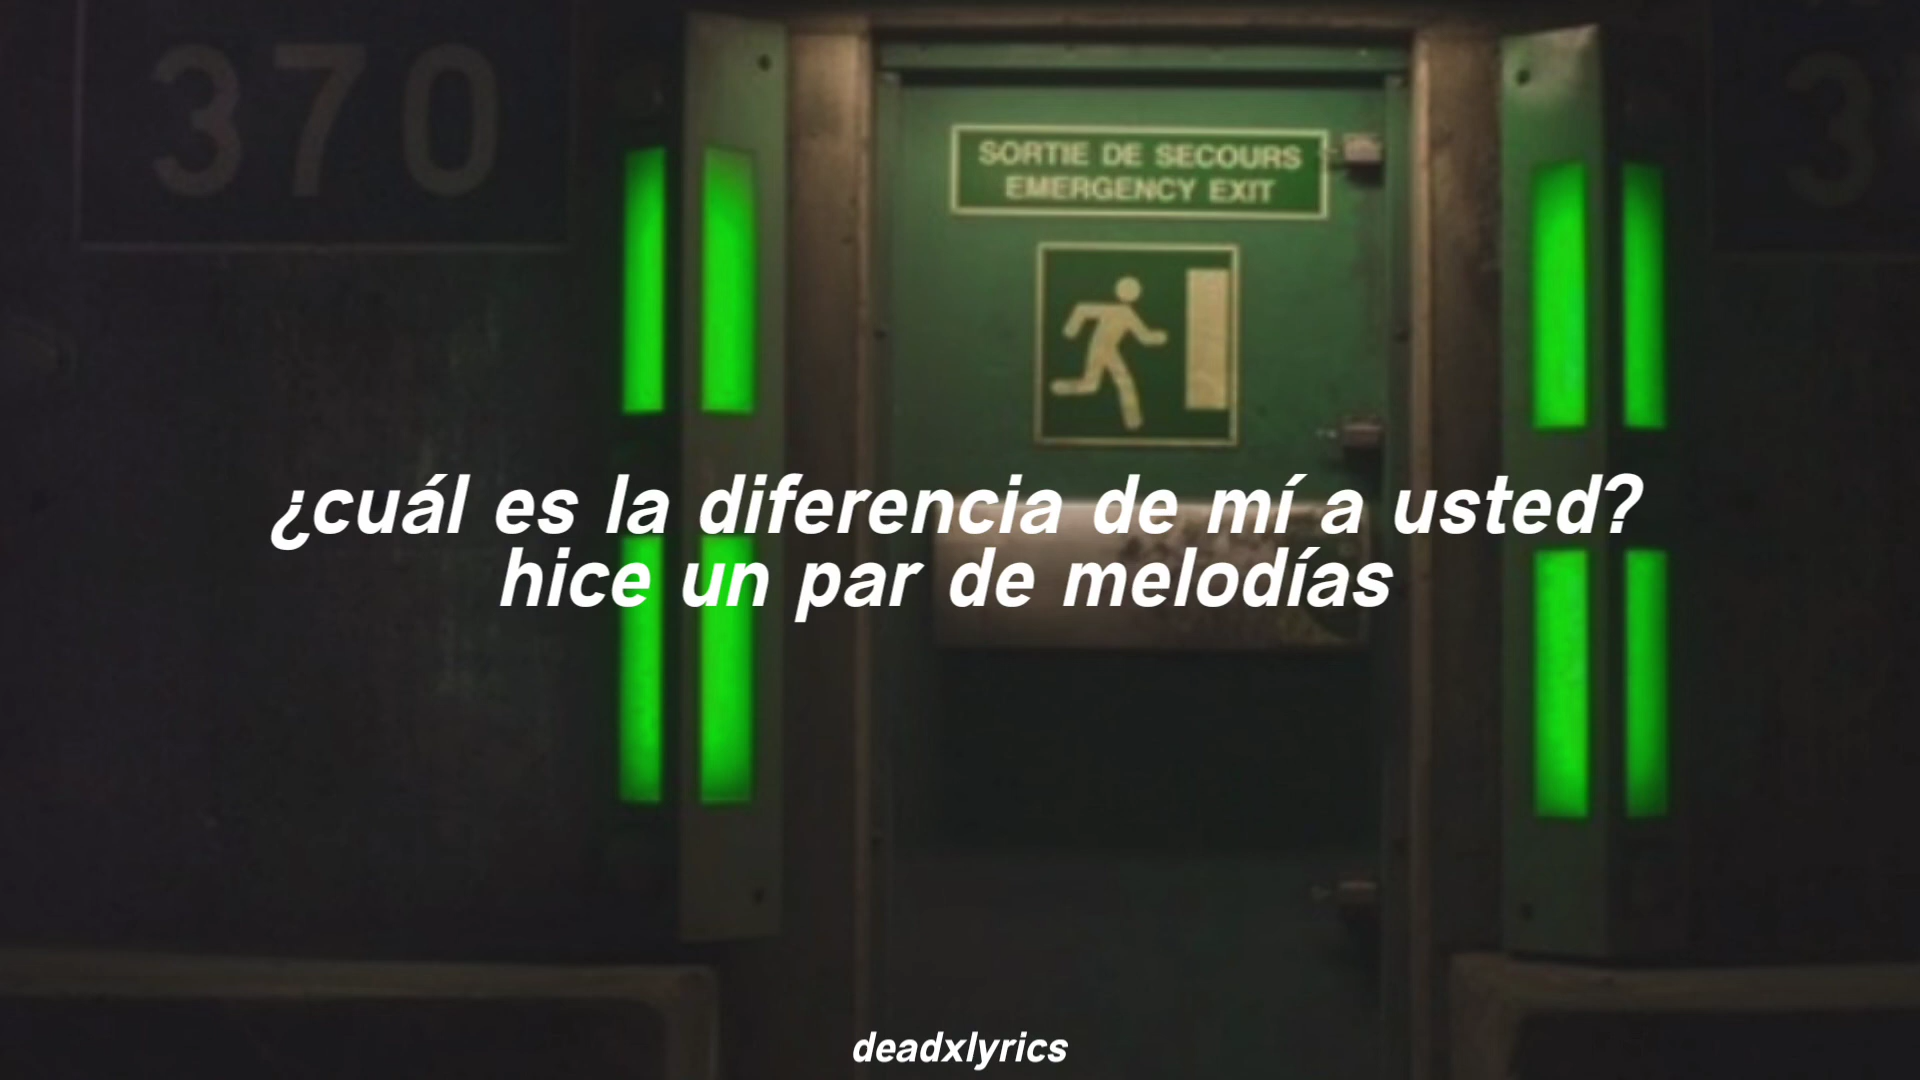 370
3
SORTIE DE SECOURS
EMERGENCY EXIT
¿cuál es la diferencia de mí a usted?
hice un par de melodías
deadxlyrics